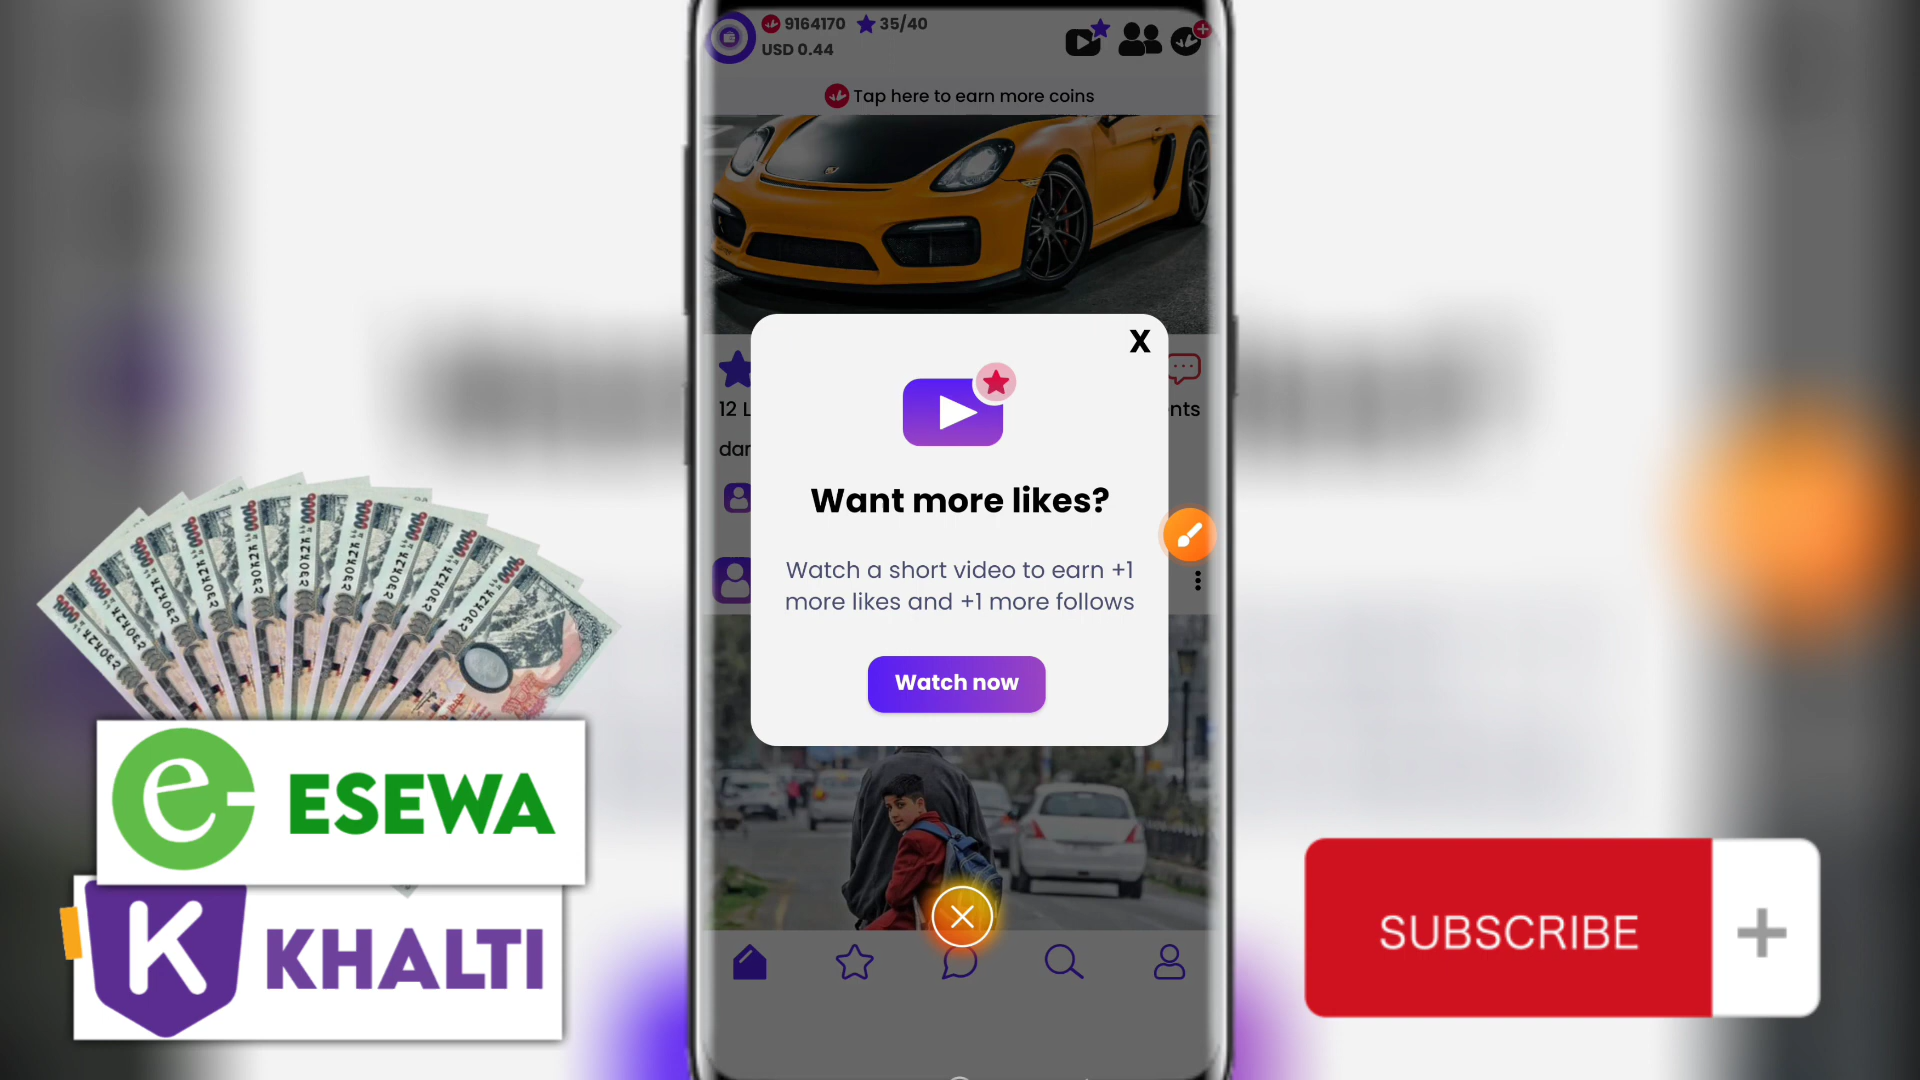 9164170 35/40
USD 0.44
Tap here to earn more coins
X
12 L
nts
dar
Want more likes?
Watch a short video to earn +1
more likes and +1 more follows
Watch now
e ESEWA
K KHALTI
SUBSCRIBE +